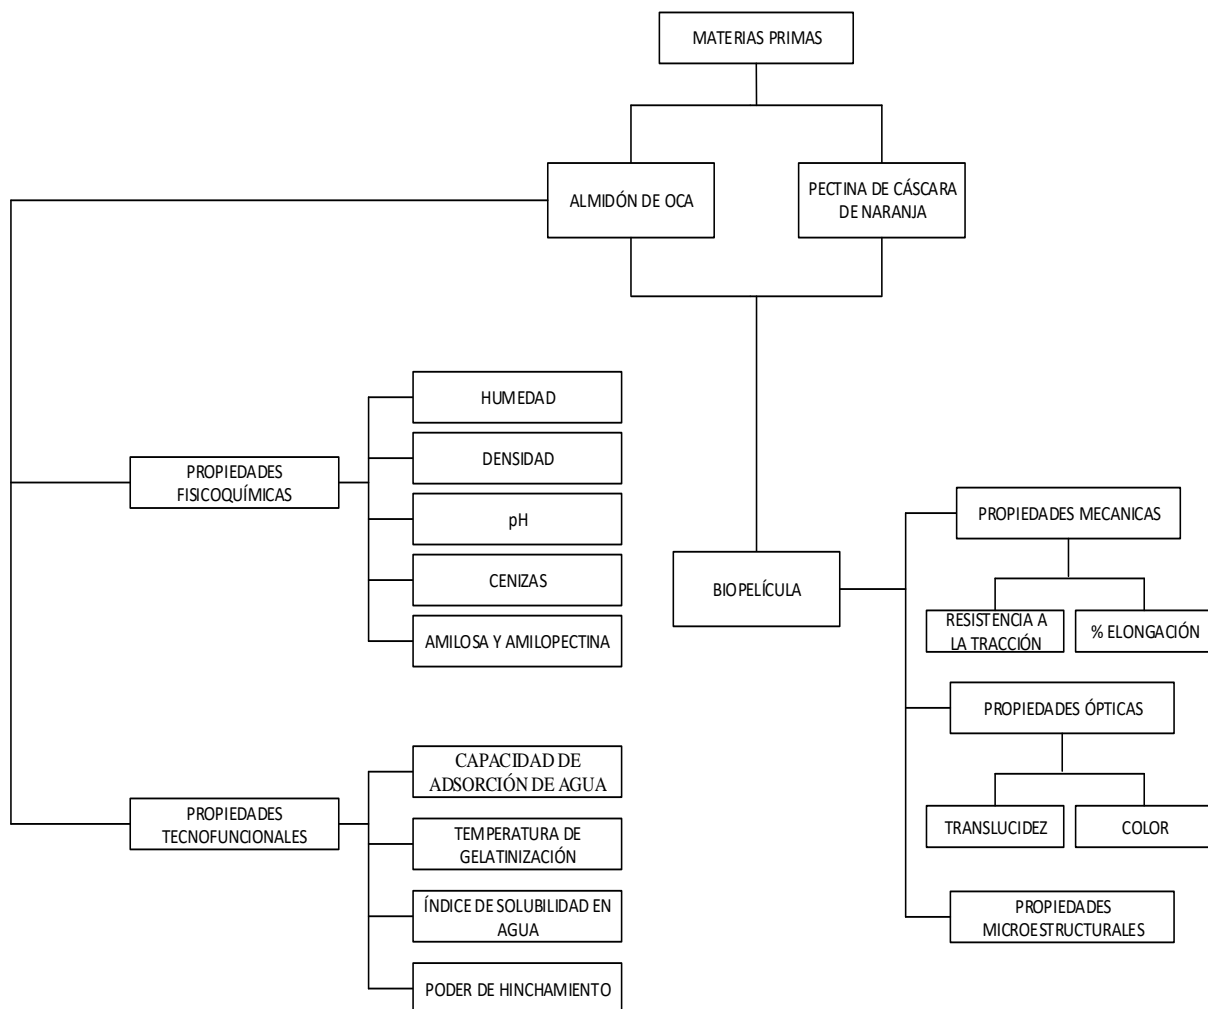 MATERIAS PRIMAS
ALMIDÓN DE OCA
PECTINA DE CÁSCARA
DE NARANJA
PROPIEDADES
FISICOQUÍMICAS
HUMEDAD
DENSIDAD
pH
CENIZAS
AMILOSA Y AMILOPECTINA
PROPIEDADES
TECNOFUNCIONALES
CAPACIDAD DE
ADSORCIÓN DE AGUA
TEMPERATURA DE
GELATINIZACIÓN
ÍNDICE DE SOLUBILIDAD EN
AGUA
PODER DE HINCHAMIENTO
BIOPELÍCULA
PROPIEDADES MECANICAS
RESISTENCIA A
LA TRACCIÓN
% ELONGACIÓN
PROPIEDADES ÓPTICAS
TRANSLUCIDEZ
COLOR
PROPIEDADES
MICROESTRUCTURALES